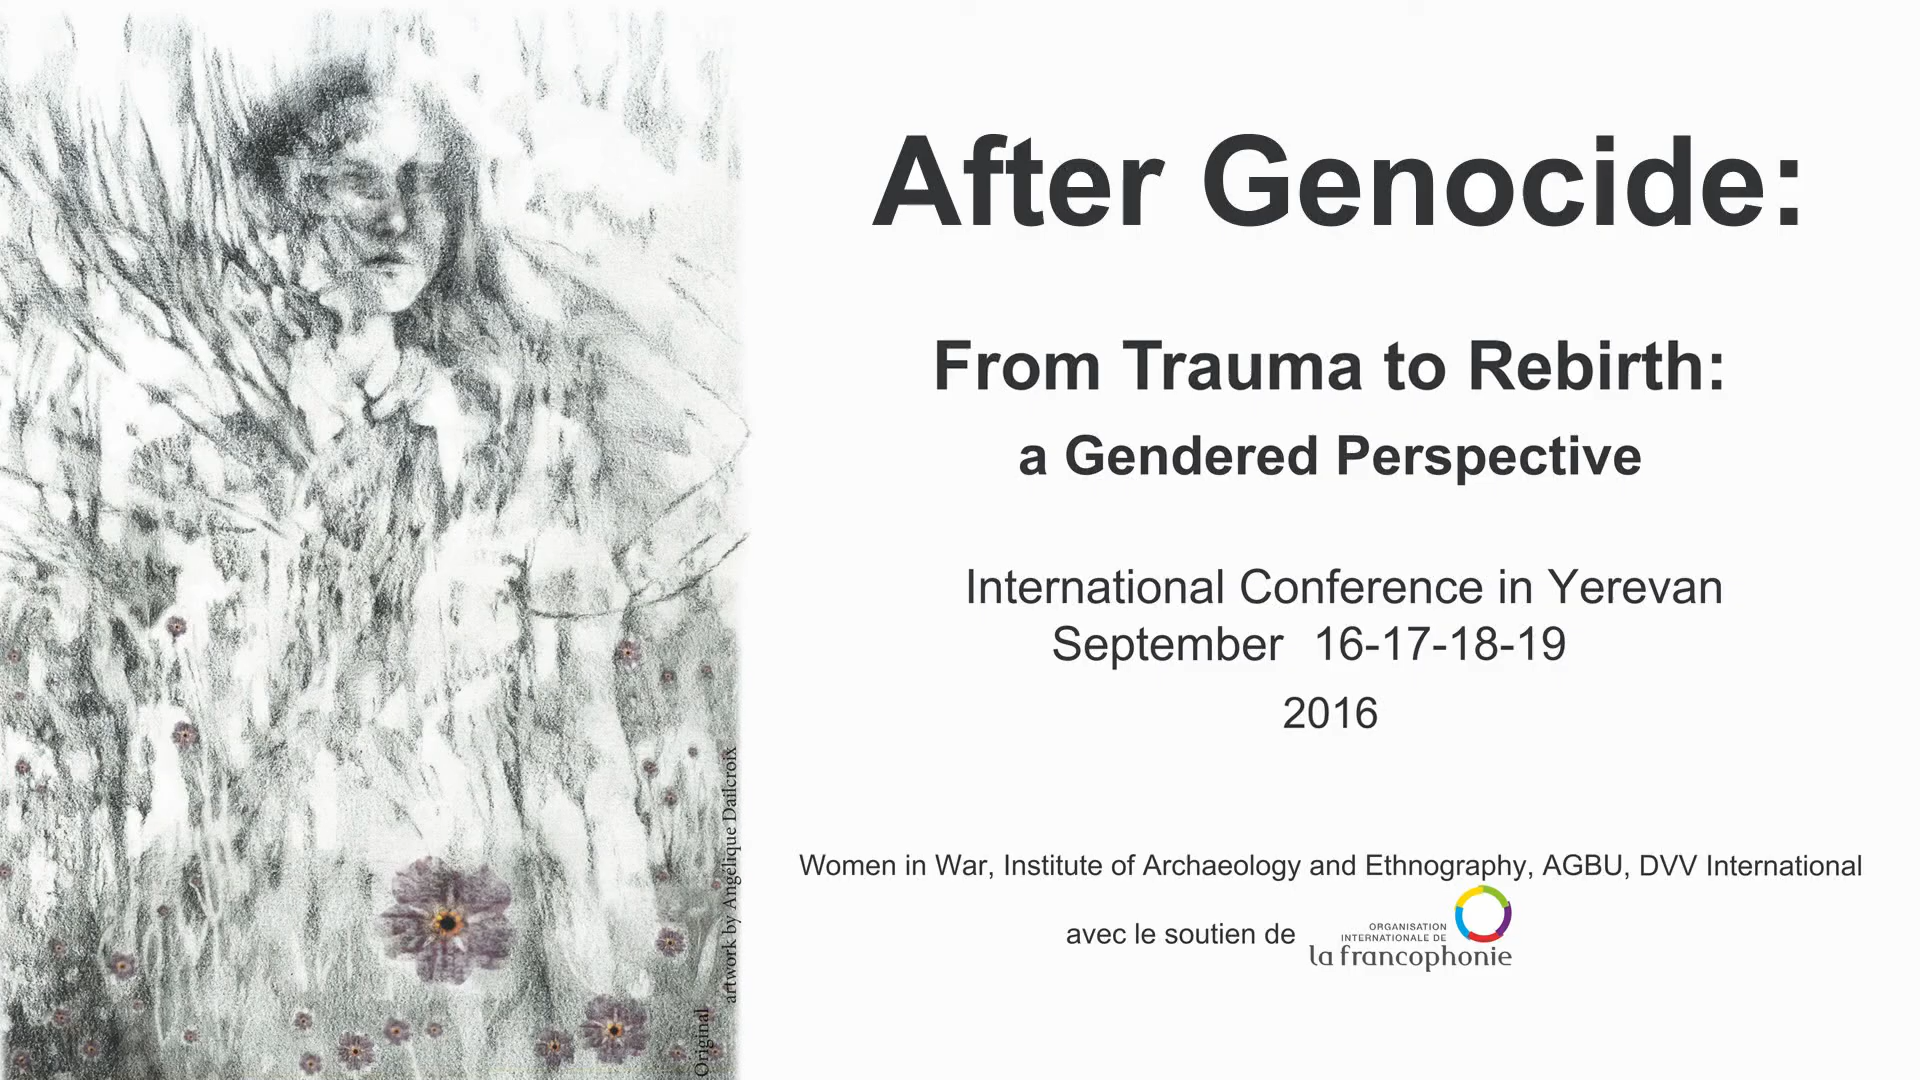 After Genocide:
From Trauma to Rebirth:
a Gendered Perspective
International Conference in Yerevan
September 16-17-18-19
2016
Women in War, Institute of Archaeology and Ethnography, AGBU, DVV International
avec le soutien de
ORGANISATION
INTERNATIONALE DE
la francophonie
Original
artwork by Angélique Dailcroix